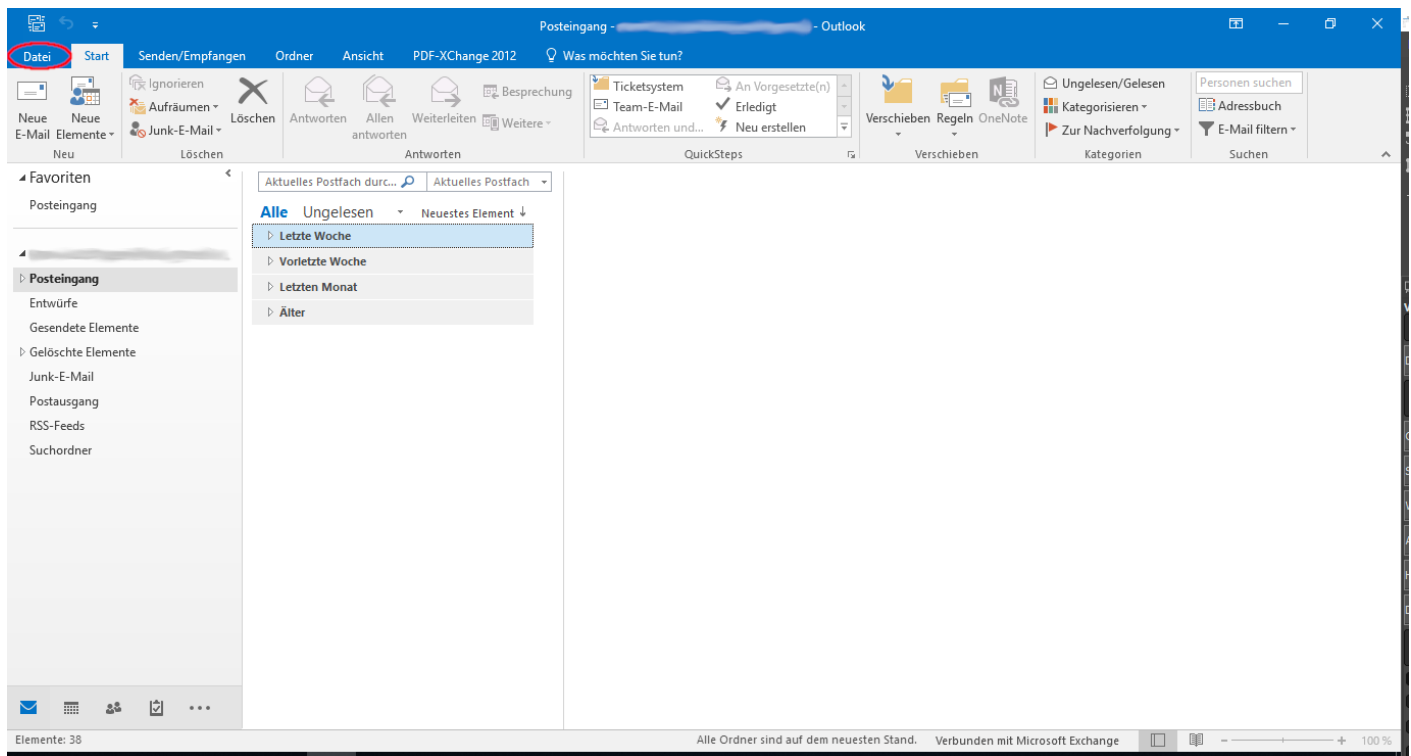 Posteingang - - Outlook
Datei Start Senden/Empfangen Ordner Ansicht PDF-XChange 2012 Was möchten Sie tun?
Neue E-Mail
Neue Elemente
Neu
Ignorieren
Aufräumen
Junk-E-Mail
Löschen
Löschen
Antworten
Allen antworten
Weiterleiten
Besprechung
Weitere
Antworten
Ticketsystem
Team-E-Mail
Antworten und...
An Vorgesetzte(n)
Erledigt
Neu erstellen
QuickSteps
Verschieben
Regeln
OneNote
Verschieben
Ungelesen/Gelesen
Kategorisieren
Zur Nachverfolgung
Kategorien
Personen suchen
Adressbuch
E-Mail filtern
Suchen
Favoriten
Posteingang
Posteingang
Entwürfe
Gesendete Elemente
Gelöschte Elemente
Junk-E-Mail
Postausgang
RSS-Feeds
Suchordner
Aktuelles Postfach durc... Aktuelles Postfach
Alle Ungelesen Neuestes Element
Letzte Woche
Vorletzte Woche
Letzten Monat
Älter
Elemente: 38
Alle Ordner sind auf dem neuesten Stand. Verbunden mit Microsoft Exchange 100 %